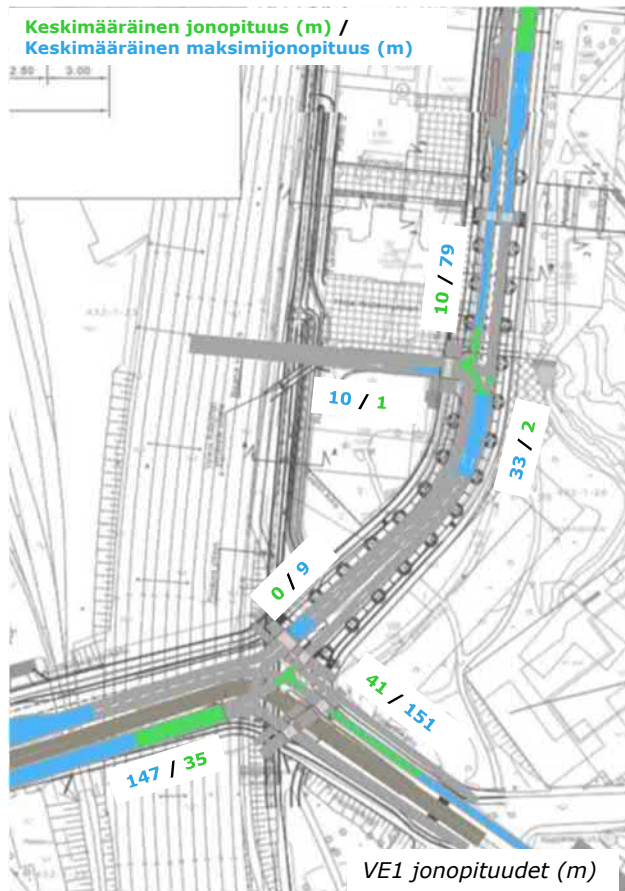 Keskimääräinen jonopituus (m) /
Keskimääräinen maksimijonopituus (m)
2.50 3.00
10 / 79
10 / 1
33 / 2
0 / 9
41 / 151
147 / 35
VE1 jonopituudet (m)